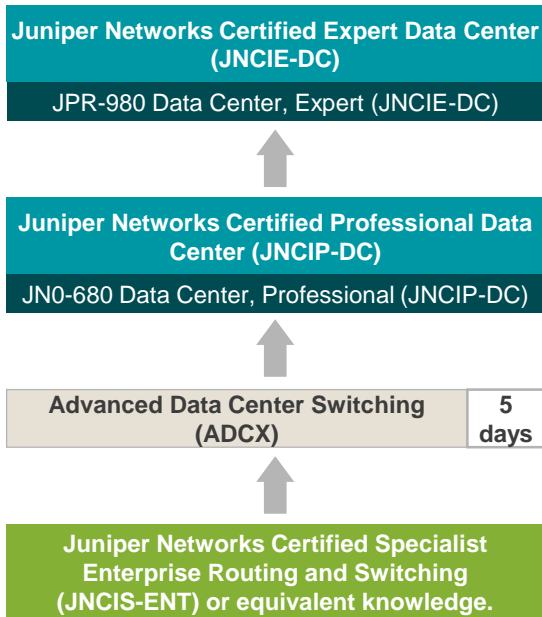 Juniper Networks Certified Expert Data Center
(JNCIE-DC)
JPR-980 Data Center, Expert (JNCIE-DC)
Juniper Networks Certified Professional Data
Center (JNCIP-DC)
JN0-680 Data Center, Professional (JNCIP-DC)
Advanced Data Center Switching
(ADCX)
5
days
Juniper Networks Certified Specialist
Enterprise Routing and Switching
(JNCIS-ENT) or equivalent knowledge.